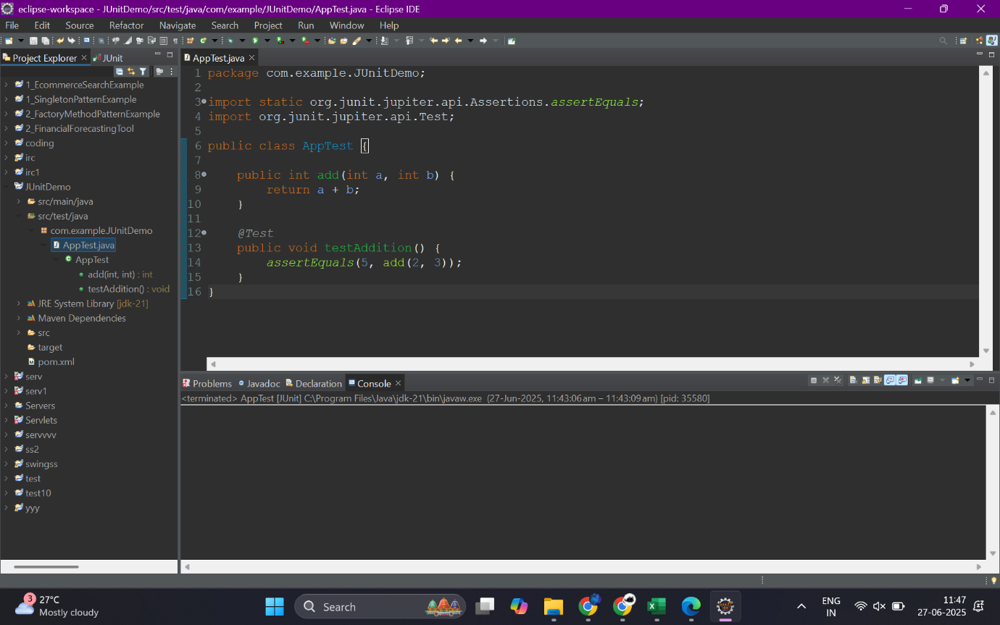 eclipse-workspace - JUnitDemo/src/test/java/com/example/JUnitDemo/AppTest.java - Eclipse IDE
File Edit Source Refactor Navigate Search Project Run Window Help
Project Explorer
JUnit
1_EcommerceSearchExample
1_SingletonPatternExample
2_FactoryMethodPatternExample
2_FinancialForecastingTool
coding
irc
irc1
JUnitDemo
src/main/java
src/test/java
com.example.JUnitDemo
AppTest.java
AppTest
add(int, int) : int
testAddition() : void
JRE System Library [jdk-21]
Maven Dependencies
src
target
pom.xml
serv
serv1
Servers
Servlets
servvvv
ss2
swingss
test
test10
yyy
AppTest.java
1 package com.example.JUnitDemo;
2
3 import static org.junit.jupiter.api.Assertions.assertEquals;
4 import org.junit.jupiter.api.Test;
5
6 public class AppTest {
7
8 public int add(int a, int b) {
9 return a + b;
10 }
11
12 @Test
13 public void testAddition() {
14 assertEquals(5, add(2, 3));
15 }
16 }
Problems Javadoc Declaration Console
<terminated> AppTest [JUnit] C:\Program Files\Java\jdk-21\bin\javaw.exe (27-Jun-2025, 11:43:06 am – 11:43:09 am) [pid: 35580]
3
27°C
Mostly cloudy
Search
ENG
IN
11:47
27-06-2025